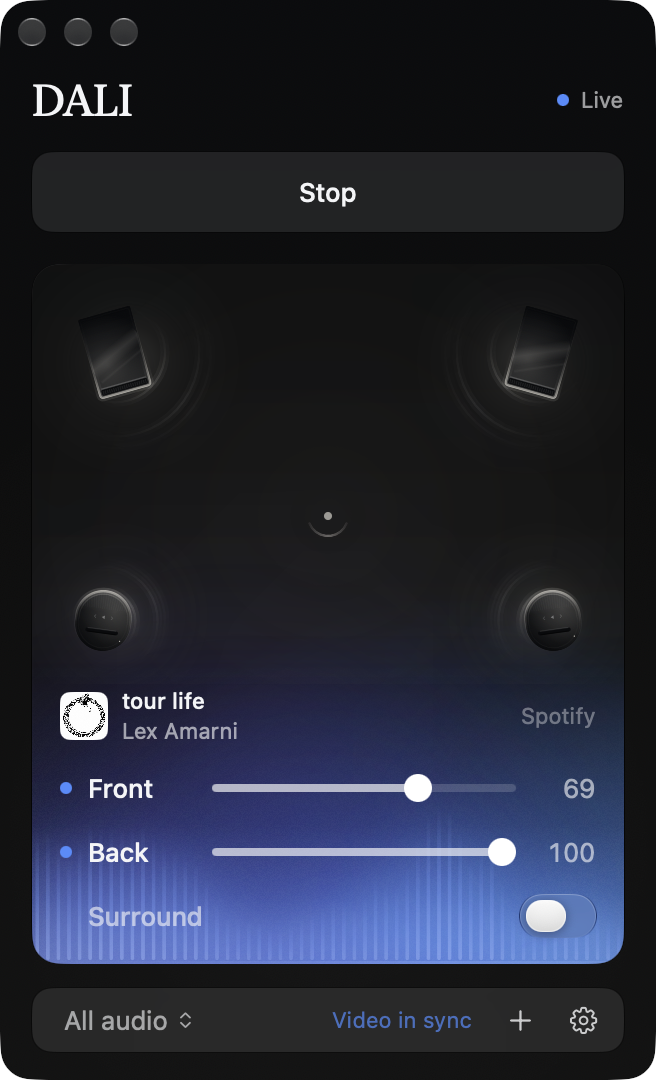 DALI
Live
Stop
tour life
Lex Amarni
Spotify
Front 69
Back 100
Surround
All audio Video in sync